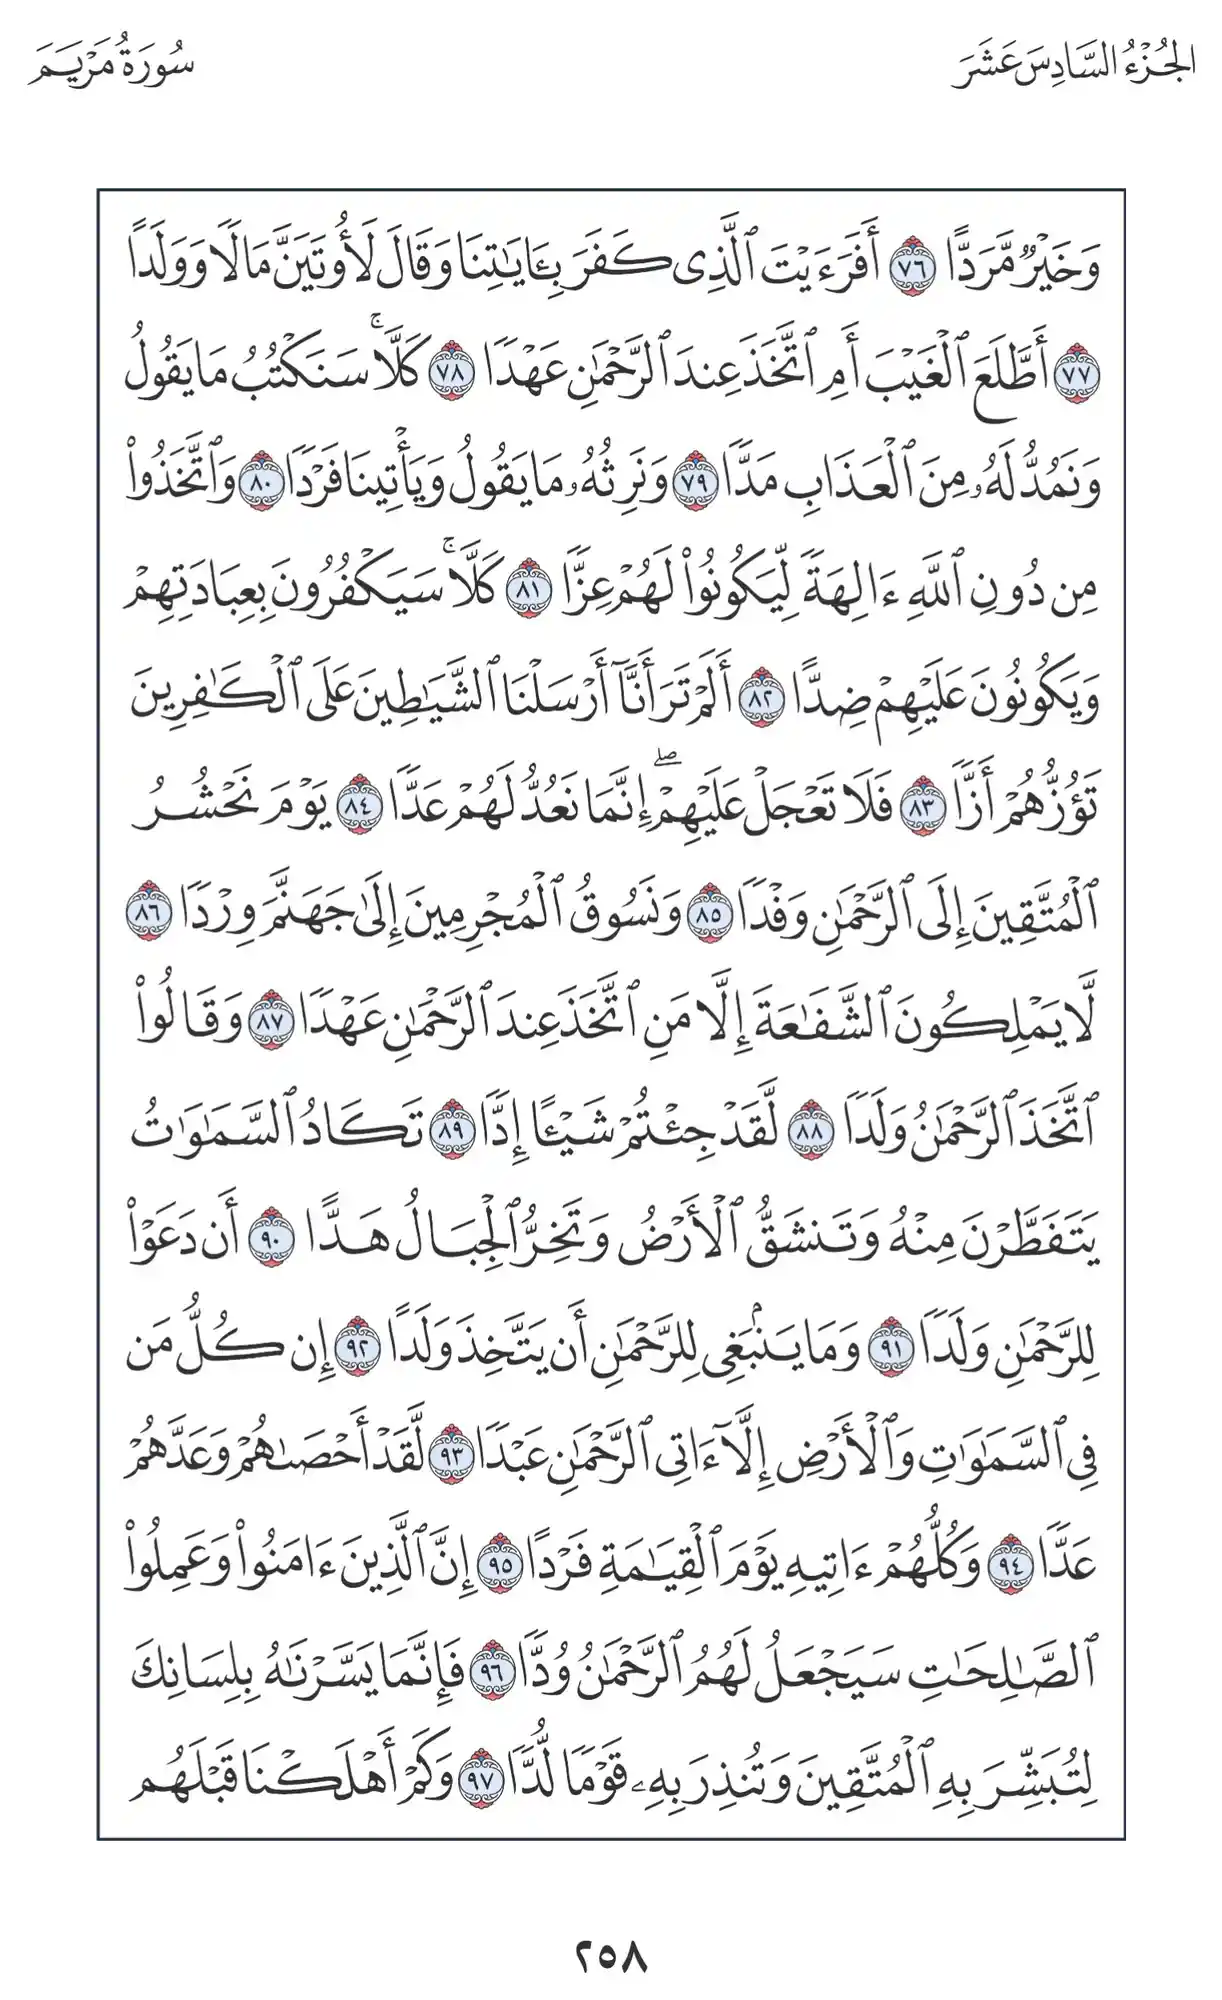 الجُزْءُ السَّادِسَ عَشَرَ
سُورَةُ مَرْيَمَ
وَخَيْرٌ مَّرَدًّا ٧٦ أَفَرَءَيْتَ ٱلَّذِى كَفَرَ بِـَٔايَٰتِنَا وَقَالَ لَأُوتَيَنَّ مَالًا وَوَلَدًا
٧٧ أَطَّلَعَ ٱلْغَيْبَ أَمِ ٱتَّخَذَ عِندَ ٱلرَّحْمَٰنِ عَهْدًا ٧٨ كَلَّا ۚ سَنَكْتُبُ مَا يَقُولُ
وَنَمُدُّ لَهُۥ مِنَ ٱلْعَذَابِ مَدًّا ٧٩ وَنَرِثُهُۥ مَا يَقُولُ وَيَأْتِينَا فَرْدًا ٨٠ وَٱتَّخَذُوا۟
مِن دُونِ ٱللَّهِ ءَالِهَةً لِّيَكُونُوا۟ لَهُمْ عِزًّا ٨١ كَلَّا ۚ سَيَكْفُرُونَ بِعِبَادَتِهِمْ
وَيَكُونُونَ عَلَيْهِمْ ضِدًّا ٨٢ أَلَمْ تَرَ أَنَّآ أَرْسَلْنَا ٱلشَّيَٰطِينَ عَلَى ٱلْكَٰفِرِينَ
تَؤُزُّهُمْ أَزًّا ٨٣ فَلَا تَعْجَلْ عَلَيْهِمْ ۖ إِنَّمَا نَعُدُّ لَهُمْ عَدًّا ٨٤ يَوْمَ نَحْشُرُ
ٱلْمُتَّقِينَ إِلَى ٱلرَّحْمَٰنِ وَفْدًا ٨٥ وَنَسُوقُ ٱلْمُجْرِمِينَ إِلَىٰ جَهَنَّمَ وِرْدًا ٨٦
لَّا يَمْلِكُونَ ٱلشَّفَٰعَةَ إِلَّا مَنِ ٱتَّخَذَ عِندَ ٱلرَّحْمَٰنِ عَهْدًا ٨٧ وَقَالُوا۟
ٱتَّخَذَ ٱلرَّحْمَٰنُ وَلَدًا ٨٨ لَّقَدْ جِئْتُمْ شَيْـًٔا إِدًّا ٨٩ تَكَادُ ٱلسَّمَٰوَٰتُ
يَتَفَطَّرْنَ مِنْهُ وَتَنشَقُّ ٱلْأَرْضُ وَتَخِرُّ ٱلْجِبَالُ هَدًّا ٩٠ أَن دَعَوْا۟
لِلرَّحْمَٰنِ وَلَدًا ٩١ وَمَا يَنۢبَغِى لِلرَّحْمَٰنِ أَن يَتَّخِذَ وَلَدًا ٩٢ إِن كُلُّ مَن
فِى ٱلسَّمَٰوَٰتِ وَٱلْأَرْضِ إِلَّآ ءَاتِى ٱلرَّحْمَٰنِ عَبْدًا ٩٣ لَّقَدْ أَحْصَىٰهُمْ وَعَدَّهُمْ
عَدًّا ٩٤ وَكُلُّهُمْ ءَاتِيهِ يَوْمَ ٱلْقِيَٰمَةِ فَرْدًا ٩٥ إِنَّ ٱلَّذِينَ ءَامَنُوا۟ وَعَمِلُوا۟
ٱلصَّٰلِحَٰتِ سَيَجْعَلُ لَهُمُ ٱلرَّحْمَٰنُ وُدًّا ٩٦ فَإِنَّمَا يَسَّرْنَٰهُ بِلِسَانِكَ
لِتُبَشِّرَ بِهِ ٱلْمُتَّقِينَ وَتُنذِرَ بِهِۦ قَوْمًا لُّدًّا ٩٧ وَكَمْ أَهْلَكْنَا قَبْلَهُم
٢٥٨